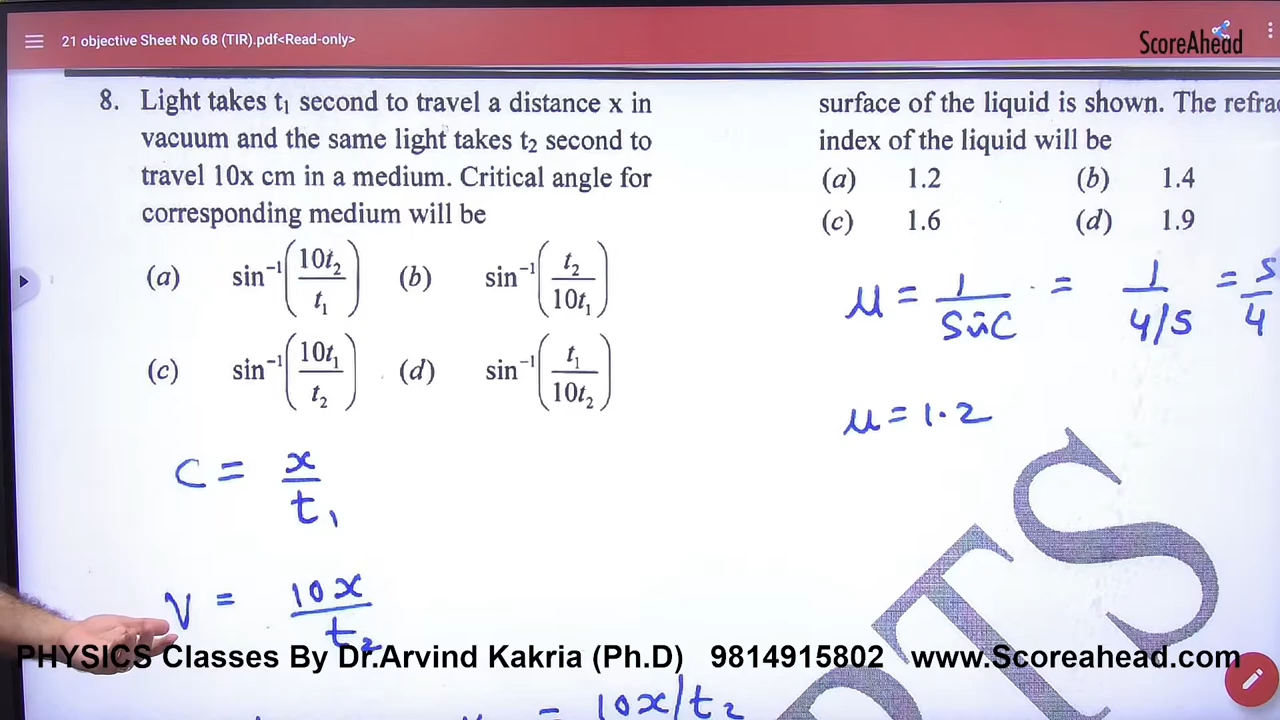 21 objective Sheet No 68 (TIR).pdf<Read-only>
ScoreAhead
8. Light takes t₁ second to travel a distance x in
vacuum and the same light takes t₂ second to
travel 10x cm in a medium. Critical angle for
corresponding medium will be
(a) sin⁻¹(10t₂/t₁) (b) sin⁻¹(t₂/10t₁)
(c) sin⁻¹(10t₁/t₂) (d) sin⁻¹(t₁/10t₂)
C = x/t₁
V = 10x/t₂
= 10x/t₂
surface of the liquid is shown. The refra
index of the liquid will be
(a) 1.2 (b) 1.4
(c) 1.6 (d) 1.9
μ = 1/SinC = 1/4/5 = 5/4
μ = 1.2
PTS
PHYSICS Classes By Dr.Arvind Kakria (Ph.D) 9814915802 www.Scoreahead.com